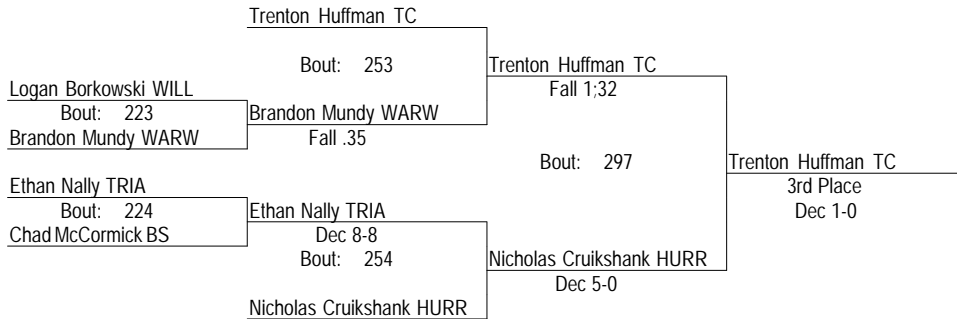 Trenton Huffman TC
Bout: 253
Trenton Huffman TC
Logan Borkowski WILL
Fall 1;32
Bout: 223
Brandon Mundy WARW
Brandon Mundy WARW
Fall .35
Bout: 297
Trenton Huffman TC
Ethan Nally TRIA
3rd Place
Bout: 224
Ethan Nally TRIA
Dec 1-0
Chad McCormick BS
Dec 8-8
Bout: 254
Nicholas Cruikshank HURR
Dec 5-0
Nicholas Cruikshank HURR